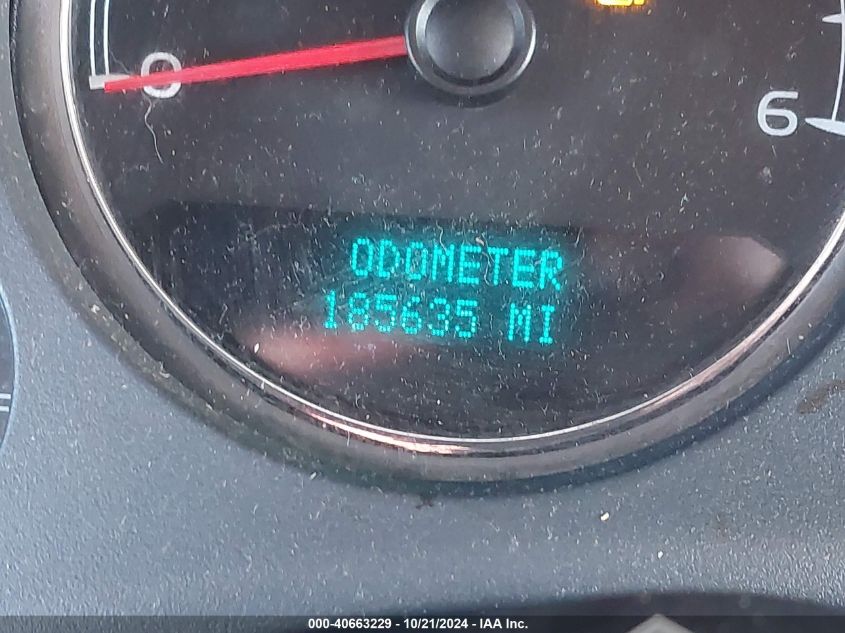 0
6
ODOMETER
185635 MI
000-40663229 - 10/21/2024 - IAA Inc.